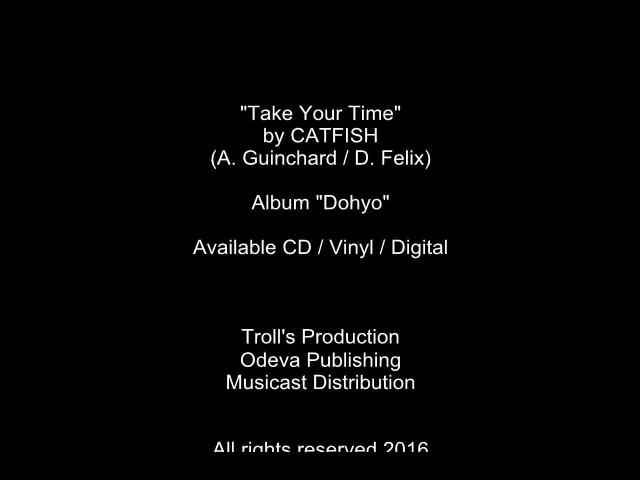 "Take Your Time"
by CATFISH
(A. Guinchard / D. Felix)
Album "Dohyo"
Available CD / Vinyl / Digital
Troll's Production
Odeva Publishing
Musicast Distribution
All rights reserved 2016